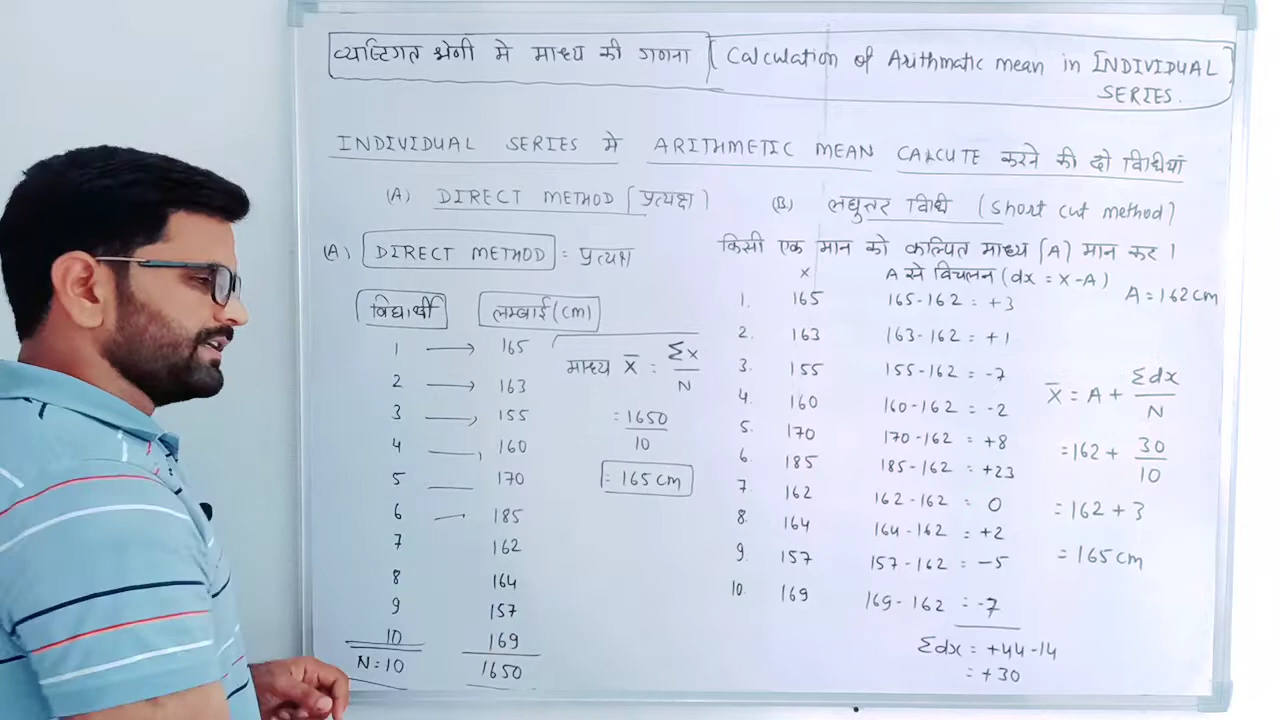 व्यष्टिगत श्रेणी मे माध्य की गणना (Calculation of Arithmatic mean in INDIVIDUAL SERIES.
INDIVIDUAL SERIES मे ARITHMETIC MEAN CALCUTE करने की दो विधियां
(A) DIRECT METHOD (प्रत्यक्ष) (B) लघुत्तर विधि (Short cut method)
(A) DIRECT METHOD = प्रत्यक्ष
विद्यार्थी लम्बाई (cm)
1 → 165
2 → 163
3 → 155
4 → 160
5 — 170
6 — 185
7 162
8 164
9 157
10 169
N=10 1650
माध्य X̄ = Σx/N
= 1650/10
= 165 cm
किसी एक मान को कल्पित माध्य (A) मान कर ।
X A से विचलन (dx = X-A) A = 162 cm
1. 165 165-162 = +3
2. 163 163-162 = +1
3. 155 155-162 = -7
4. 160 160-162 = -2
5. 170 170-162 = +8
6. 185 185-162 = +23
7. 162 162-162 = 0
8. 164 164-162 = +2
9. 157 157-162 = -5
10. 169 169-162 = -7
Σdx = +44-14
= +30
X̄ = A + Σdx/N
= 162 + 30/10
= 162 + 3
= 165 cm